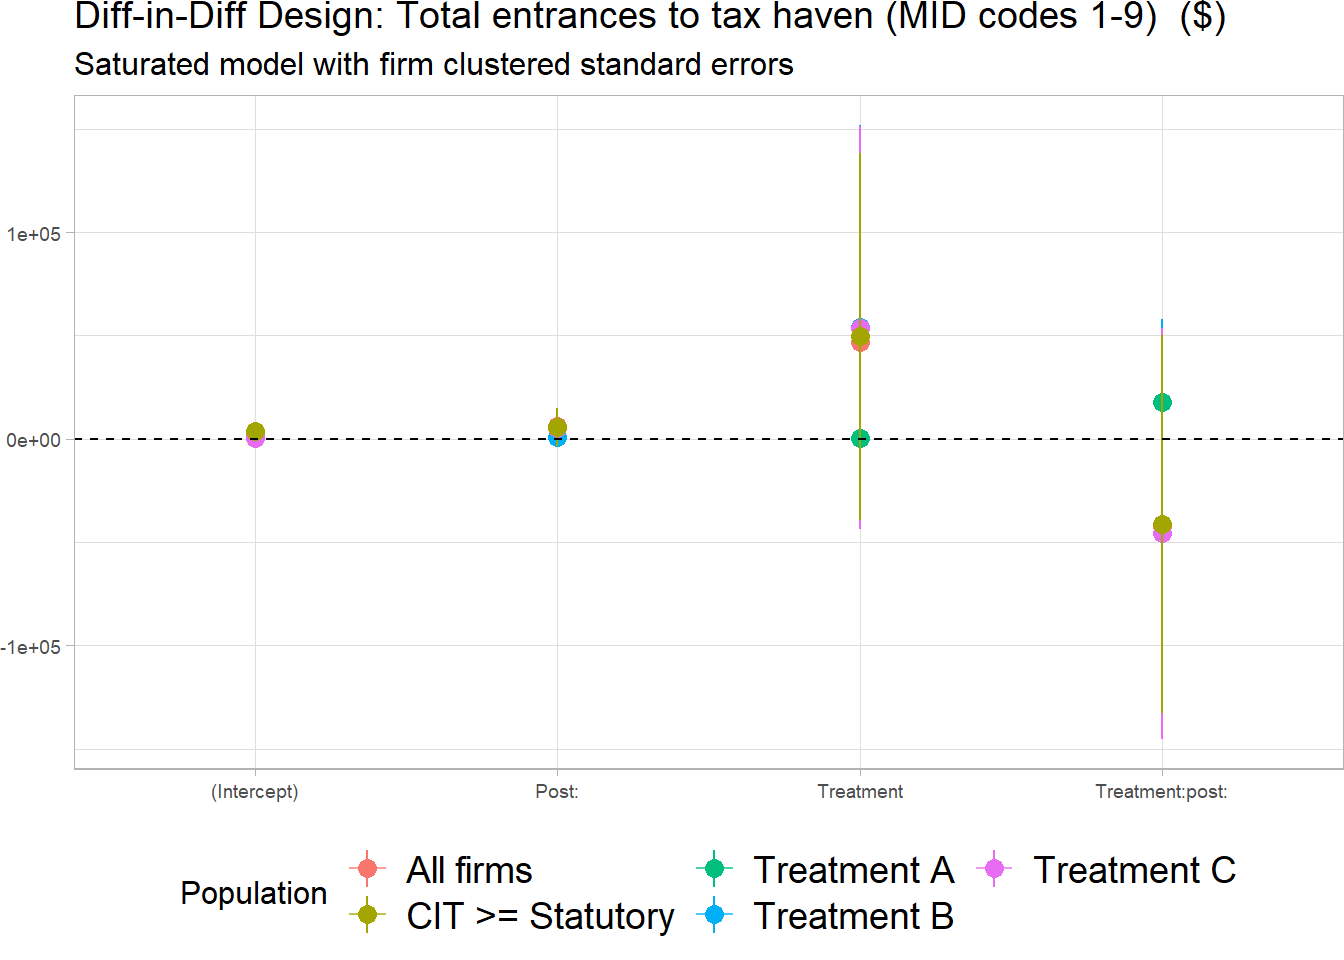 Diff-in-Diff Design: Total entrances to tax haven (MID codes 1-9)  ($)
Saturated model with firm clustered standard errors
1e+05
0e+00
-1e+05
(Intercept) Post: Treatment Treatment:post:
Population
All firms Treatment A Treatment C
CIT >= Statutory Treatment B